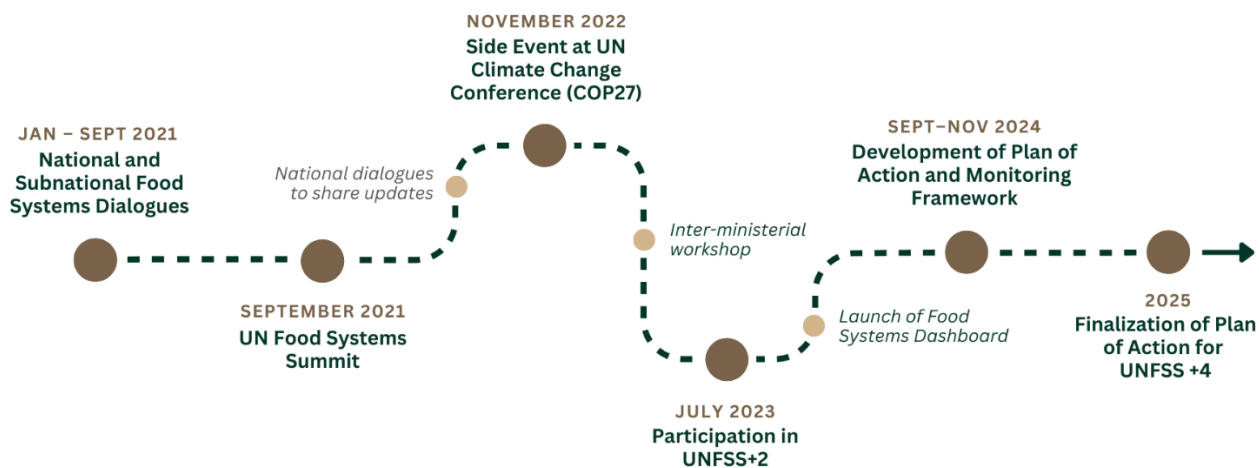 JAN – SEPT 2021
National and
Subnational Food
Systems Dialogues
SEPTEMBER 2021
UN Food Systems
Summit
National dialogues
to share updates
NOVEMBER 2022
Side Event at UN
Climate Change
Conference (COP27)
Inter-ministerial
workshop
JULY 2023
Participation in
UNFSS+2
Launch of Food
Systems Dashboard
SEPT–NOV 2024
Development of Plan of
Action and Monitoring
Framework
2025
Finalization of Plan
of Action for
UNFSS +4